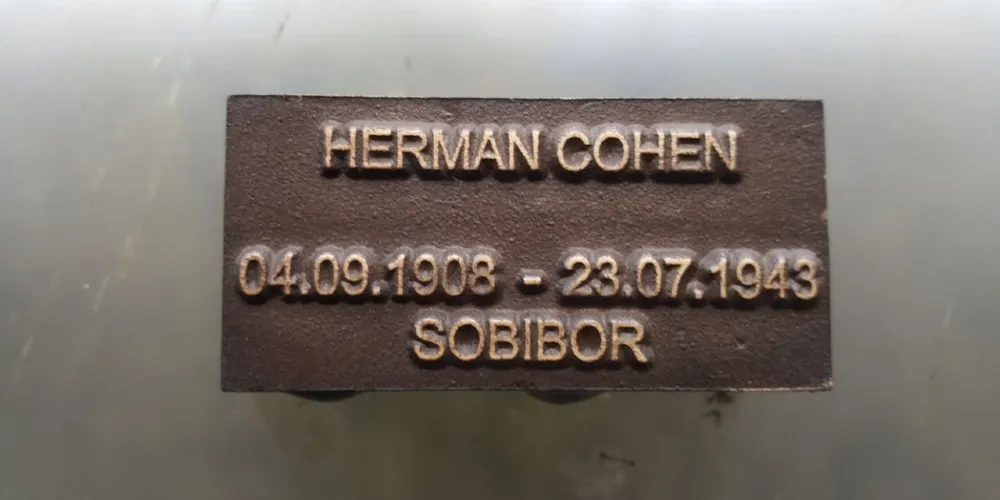 HERMAN COHEN
04.09.1908 - 23.07.1943
SOBIBOR